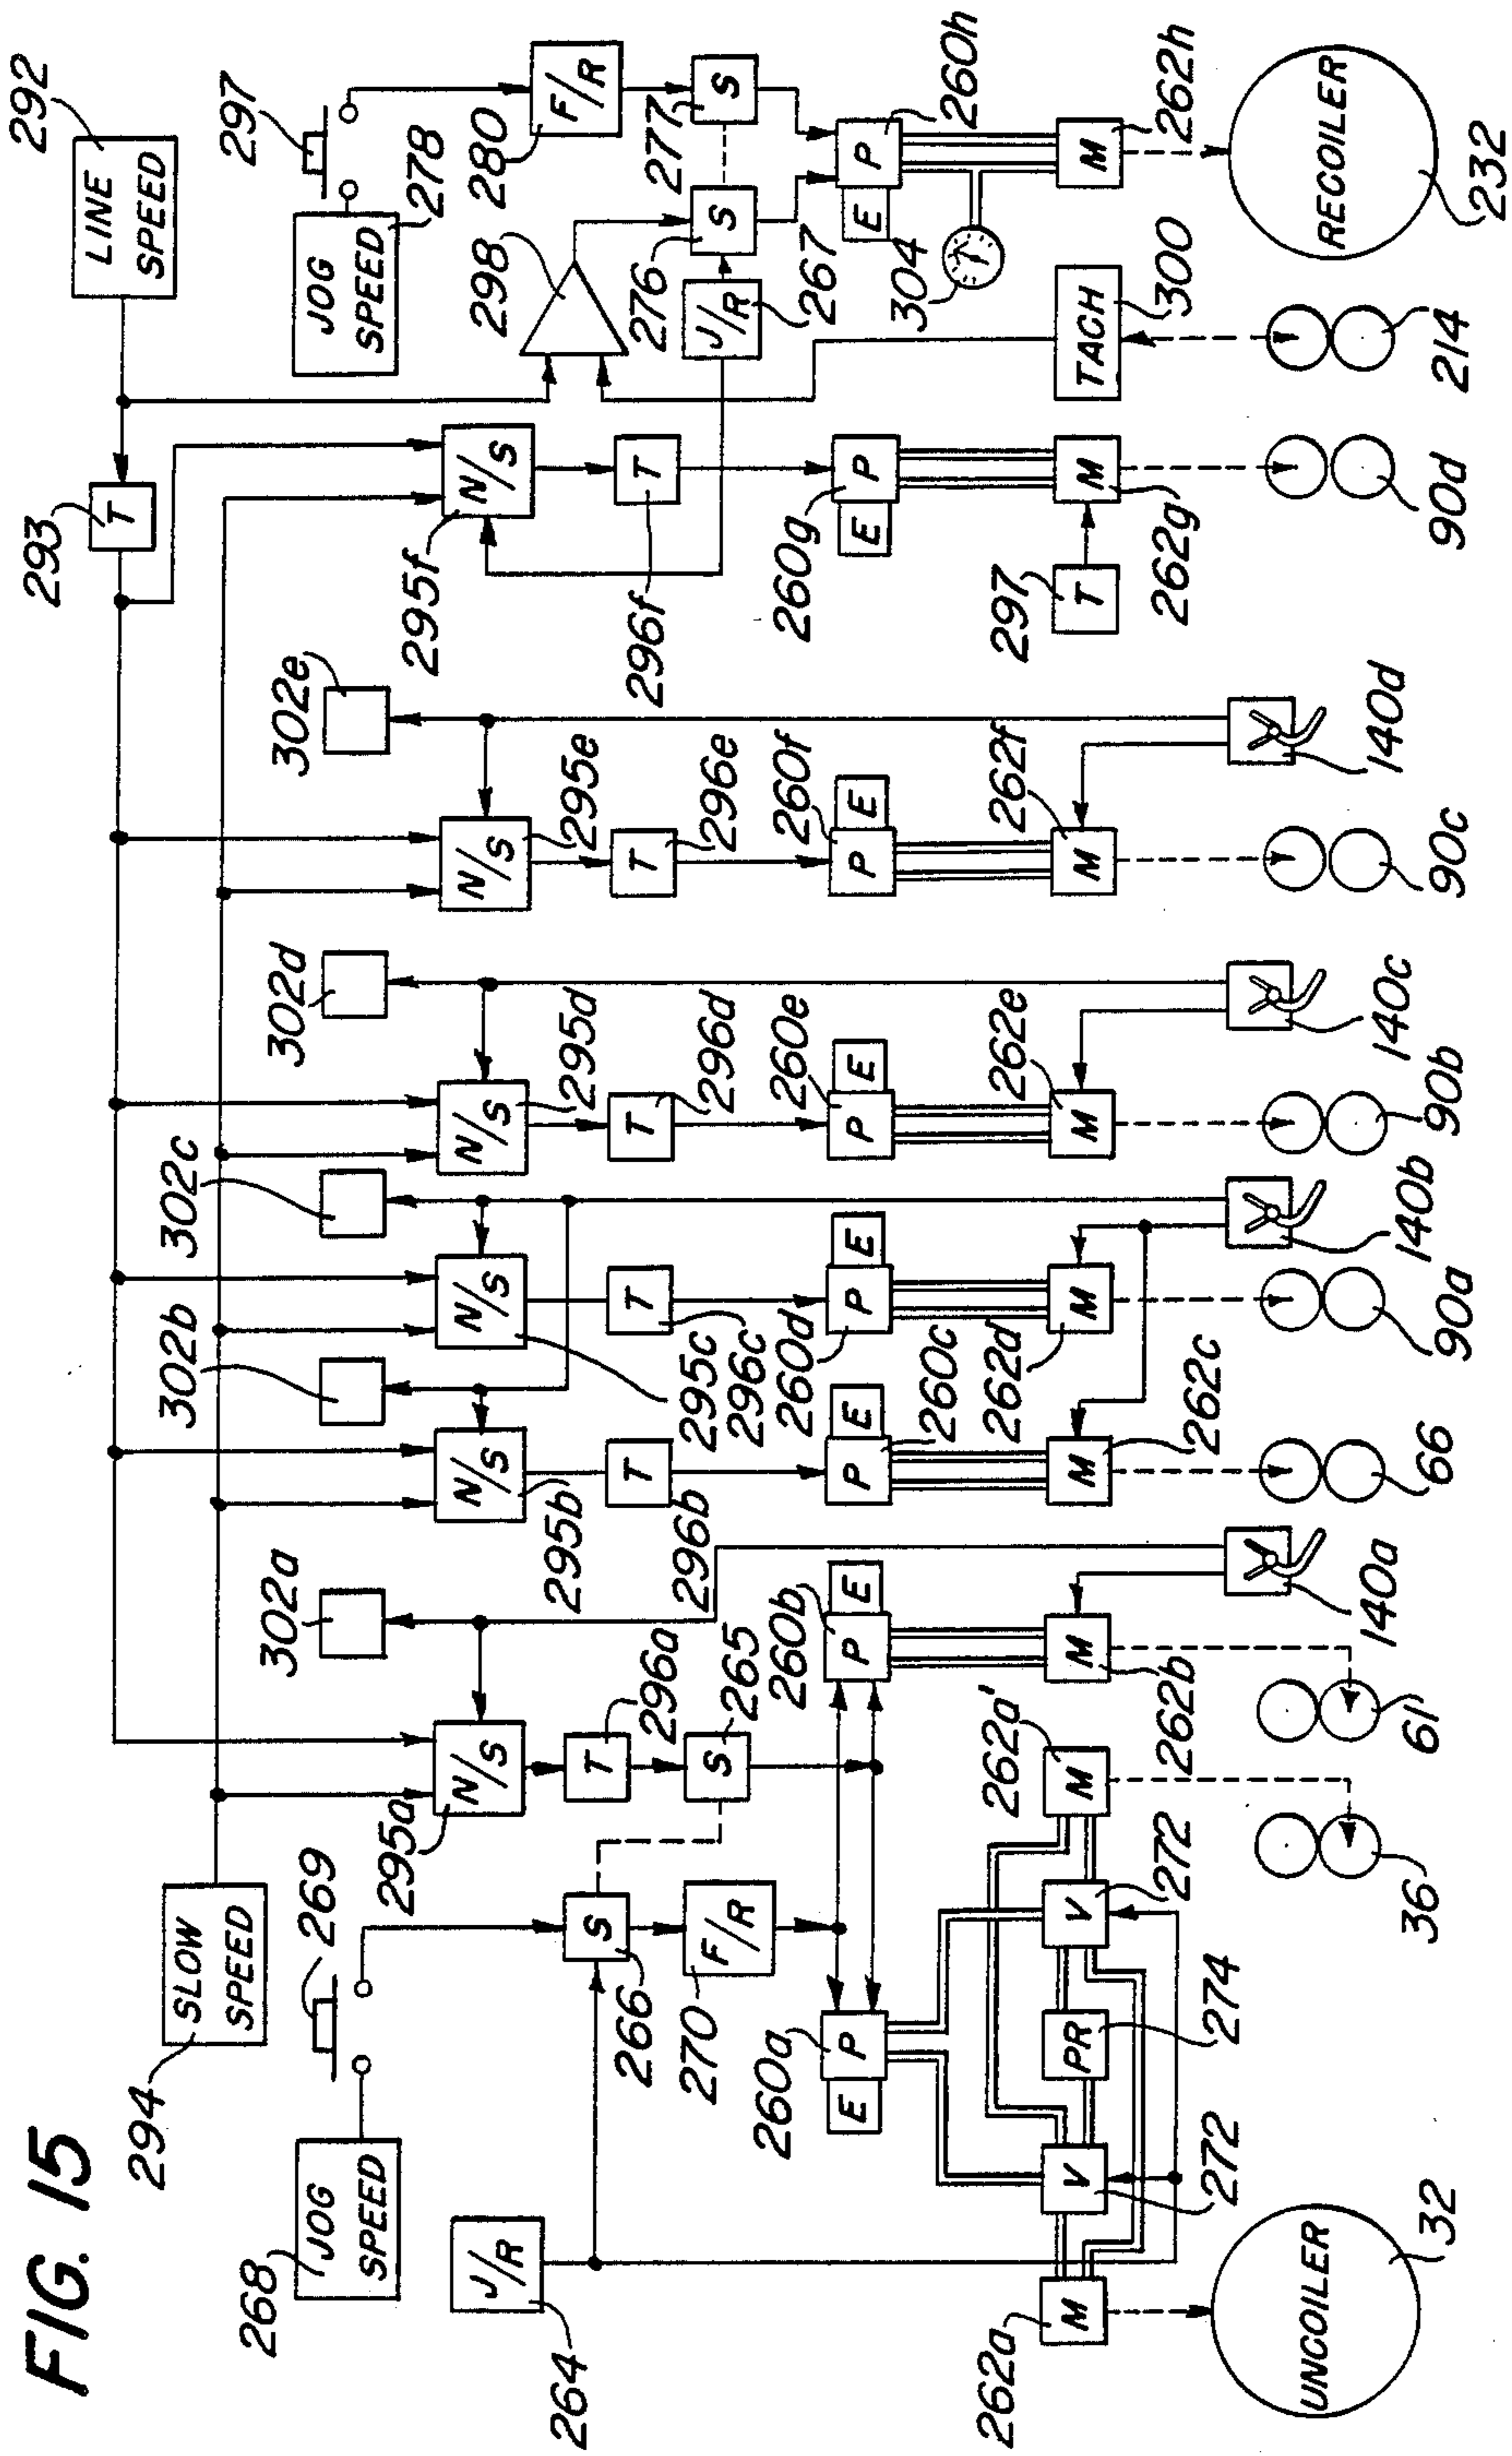 FIG. 15
292
LINE
SPEED
293
T
294
SLOW
SPEED
268
JOG
SPEED
269
302a
302b
302c
302d
302e
297
JOG
SPEED
278
264
J/R
295a
N/S
N/S
295b
N/S
295c
N/S
295d
N/S
295e
N/S
295f
298
280
F/R
S
266
T
296a
T
296b
T
296c
T
296d
T
296e
T
296f
270
F/R
S
265
J/R
267
276
S
277
S
260a
E
P
260b
P
E
P
E
260c
260d
P
E
260e
P
E
260f
P
E
260g
E
P
304
E
P
260h
262a
M
V
272
PR
274
V
272
262a'
M
M
262b
M
262c
262d
M
262e
M
262f
M
297
T
M
262g
TACH
300
M
262h
UNCOILER
32
36
61
140a
66
90a
140b
90b
140c
90c
140d
90d
214
RECOILER
232